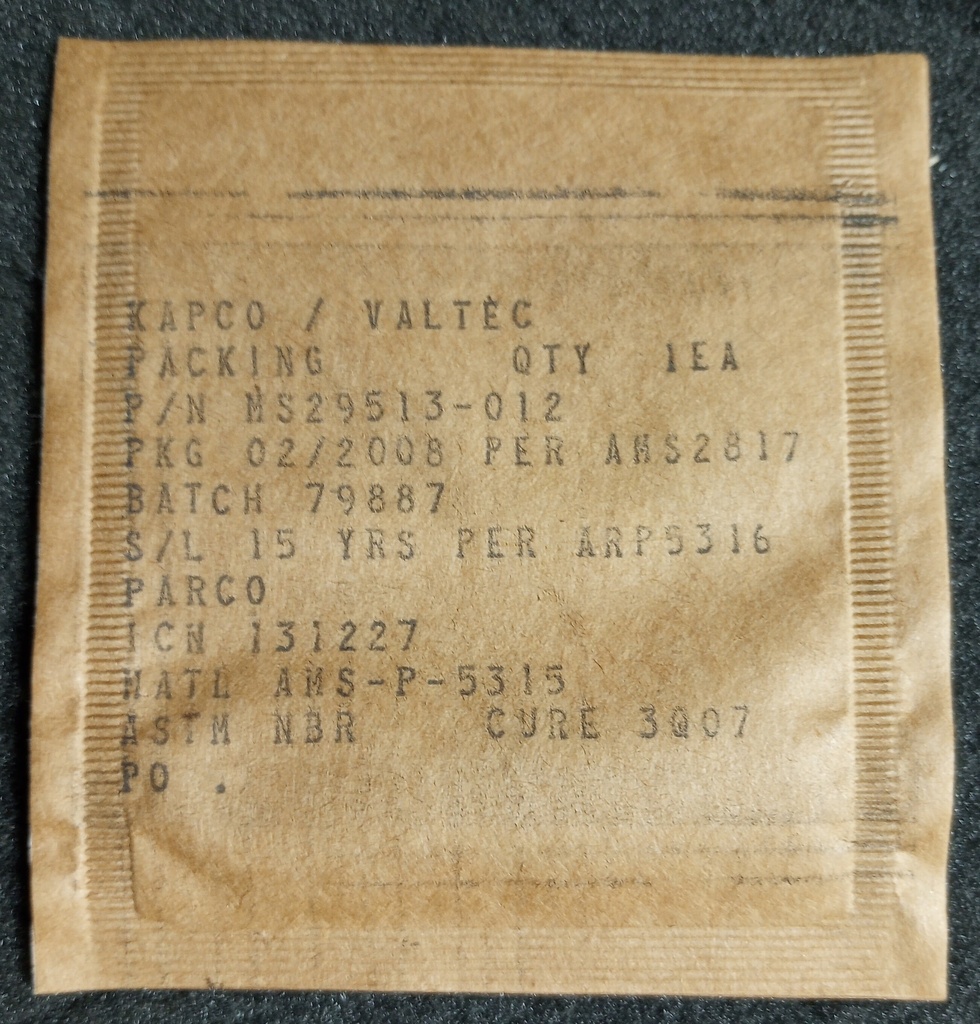 KAPCO / VALTEC
PACKING QTY 1EA
P/N MS29513-012
PKG 02/2008 PER AMS2817
BATCH 79887
S/L 15 YRS PER ARP5316
PARCO
ICN 131227
MATL AMS-P-5315
ASTM NBR CURE 3Q07
PO .